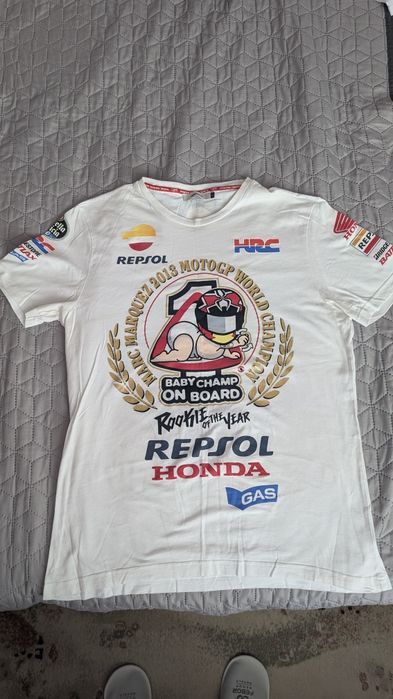 REPSOL
HRC
MARC MARQUEZ 2013 MOTOGP WORLD CHAMPION
1
BABY CHAMP
ON BOARD
ROOKIE OF THE YEAR
REPSOL
HONDA
GAS